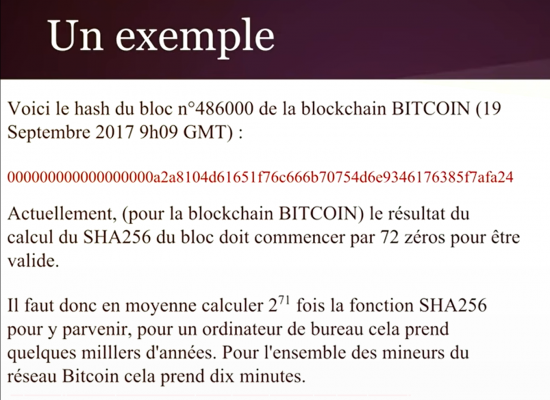 Un exemple
Voici le hash du bloc n°486000 de la blockchain BITCOIN (19
Septembre 2017 9h09 GMT) :
000000000000000000a2a8104d61651f76c666b70754d6e9346176385f7afa24
Actuellement, (pour la blockchain BITCOIN) le résultat du
calcul du SHA256 du bloc doit commencer par 72 zéros pour être
valide.
Il faut donc en moyenne calculer 2⁷¹ fois la fonction SHA256
pour y parvenir, pour un ordinateur de bureau cela prend
quelques milllers d'années. Pour l'ensemble des mineurs du
réseau Bitcoin cela prend dix minutes.